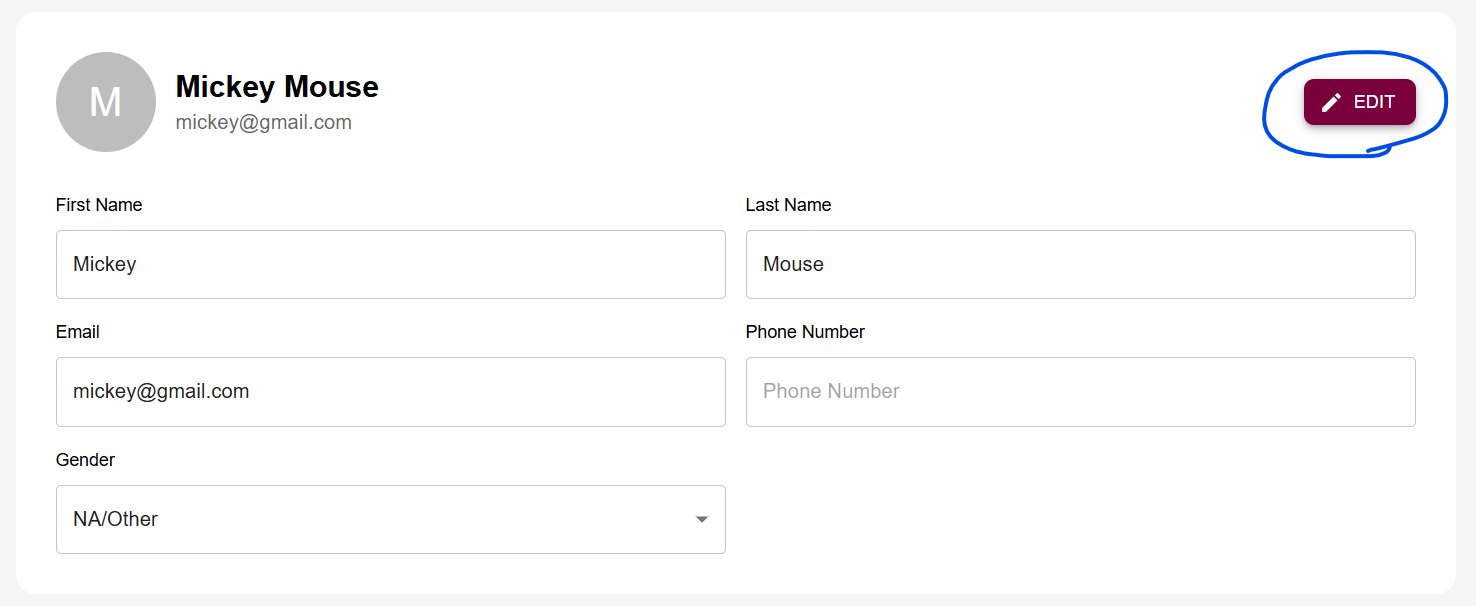 M
Mickey Mouse
mickey@gmail.com
EDIT
First Name
Last Name
Mickey
Mouse
Email
Phone Number
mickey@gmail.com
Phone Number
Gender
NA/Other